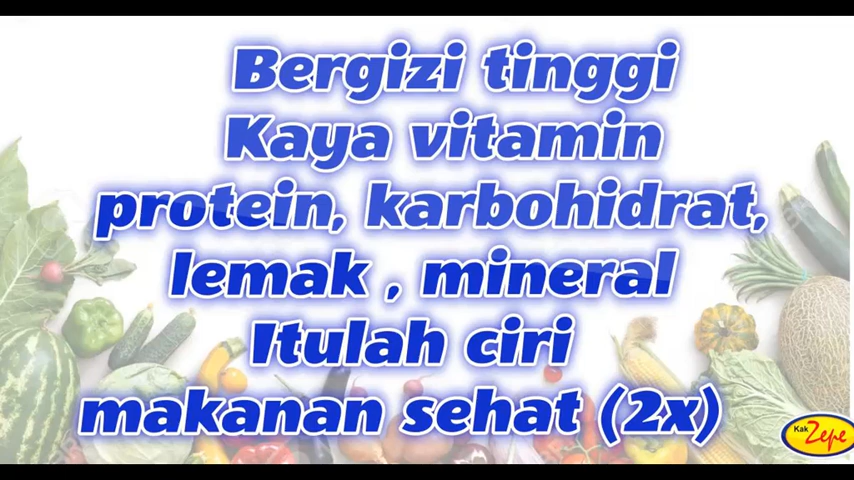 Bergizi tinggi
Kaya vitamin
protein, karbohidrat,
lemak , mineral
Itulah ciri
makanan sehat (2x)
Kak Zepe